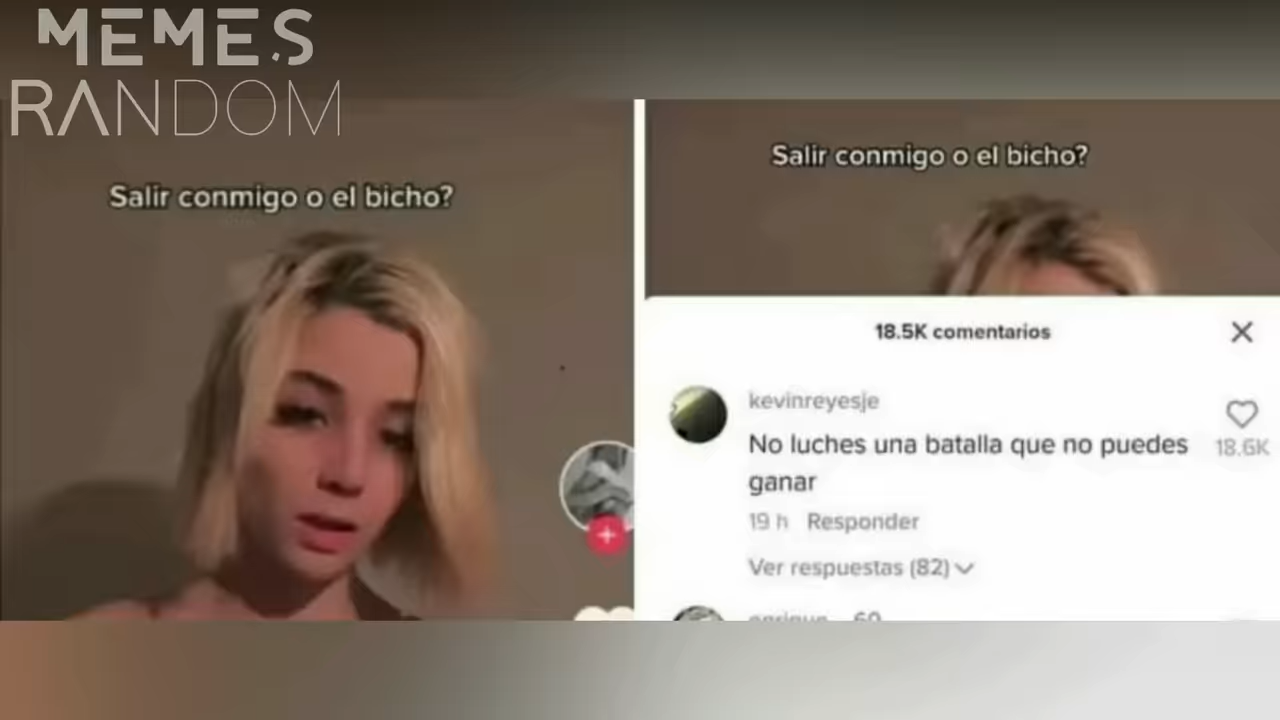 MEMES
RANDOM
Salir conmigo o el bicho?
Salir conmigo o el bicho?
18.5K comentarios
kevinreyesje
No luches una batalla que no puedes
ganar
18.6K
19 h Responder
Ver respuestas (82)